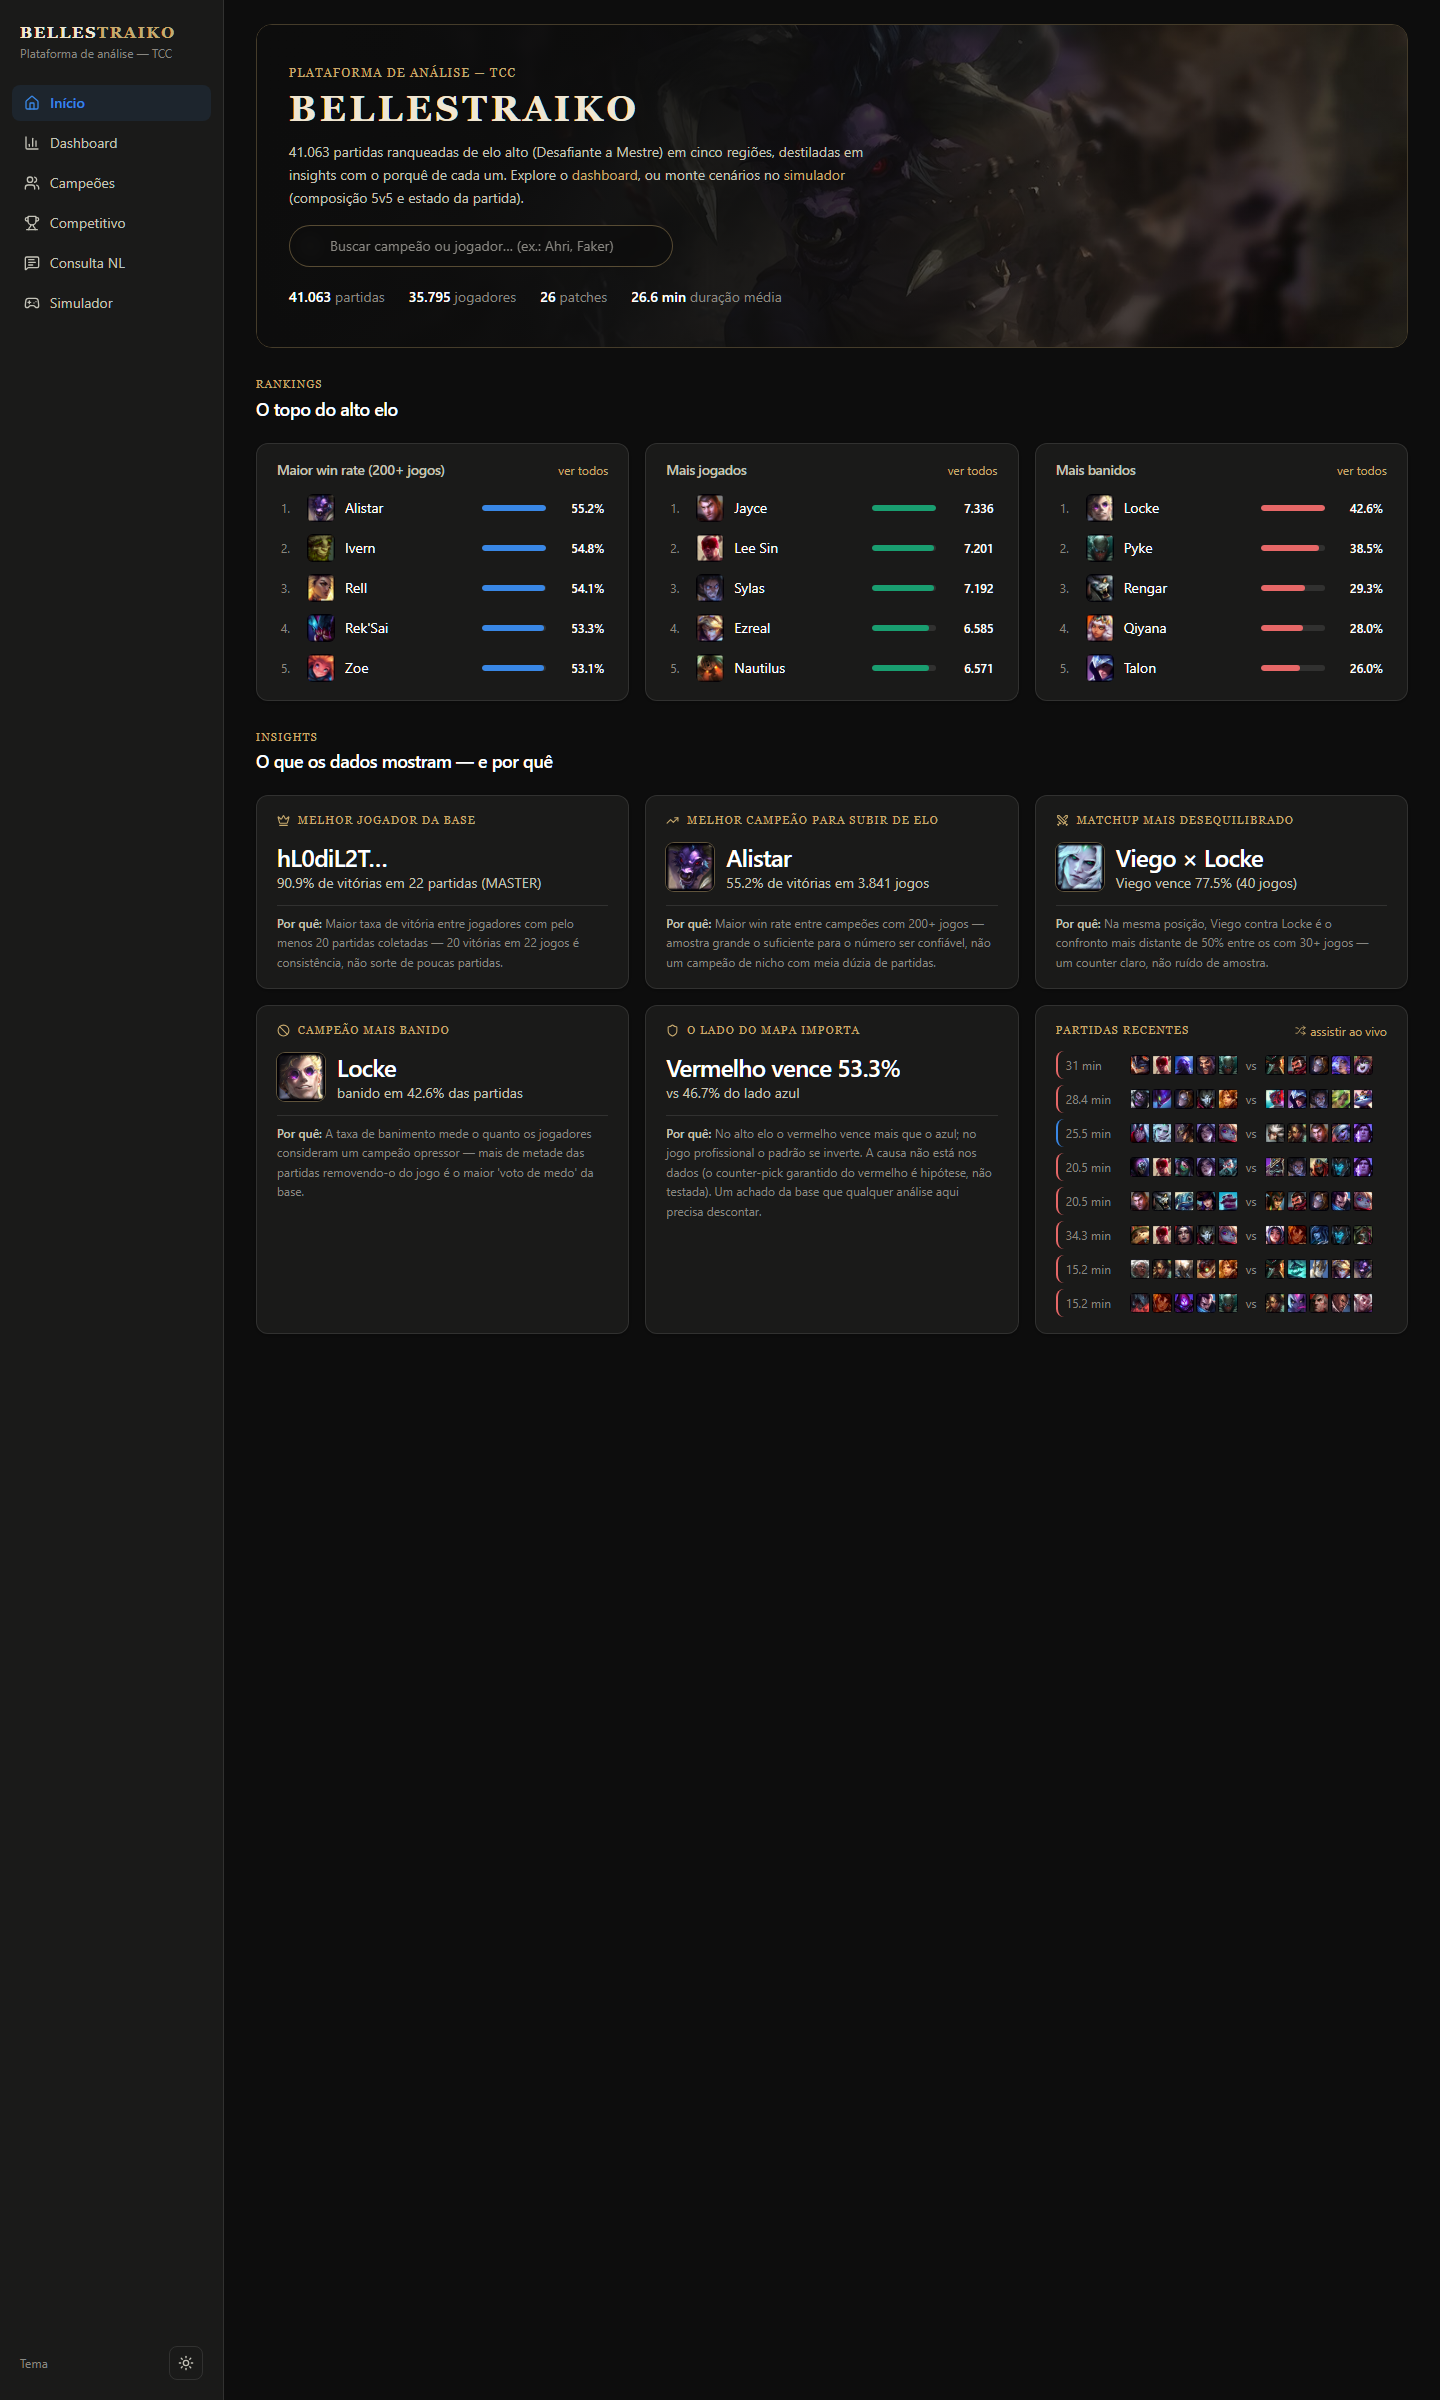 BELLESTRAIKO
Plataforma de análise — TCC
Início
Dashboard
Campeões
Competitivo
Consulta NL
Simulador
PLATAFORMA DE ANÁLISE — TCC
BELLESTRAIKO
41.063 partidas ranqueadas de elo alto (Desafiante a Mestre) em cinco regiões, destiladas em
insights com o porquê de cada um. Explore o dashboard, ou monte cenários no simulador
(composição 5v5 e estado da partida).
Buscar campeão ou jogador... (ex.: Ahri, Faker)
41.063 partidas 35.795 jogadores 26 patches 26.6 min duração média
RANKINGS
O topo do alto elo
Maior win rate (200+ jogos) ver todos
1. Alistar 55.2%
2. Ivern 54.8%
3. Rell 54.1%
4. Rek'Sai 53.3%
5. Zoe 53.1%
Mais jogados ver todos
1. Jayce 7.336
2. Lee Sin 7.201
3. Sylas 7.192
4. Ezreal 6.585
5. Nautilus 6.571
Mais banidos ver todos
1. Locke 42.6%
2. Pyke 38.5%
3. Rengar 29.3%
4. Qiyana 28.0%
5. Talon 26.0%
INSIGHTS
O que os dados mostram — e por quê
MELHOR JOGADOR DA BASE
hL0diL2T...
90.9% de vitórias em 22 partidas (MASTER)
Por quê: Maior taxa de vitória entre jogadores com pelo
menos 20 partidas coletadas — 20 vitórias em 22 jogos é
consistência, não sorte de poucas partidas.
MELHOR CAMPEÃO PARA SUBIR DE ELO
Alistar
55.2% de vitórias em 3.841 jogos
Por quê: Maior win rate entre campeões com 200+ jogos —
amostra grande o suficiente para o número ser confiável, não
um campeão de nicho com meia dúzia de partidas.
MATCHUP MAIS DESEQUILIBRADO
Viego × Locke
Viego vence 77.5% (40 jogos)
Por quê: Na mesma posição, Viego contra Locke é o
confronto mais distante de 50% entre os com 30+ jogos —
um counter claro, não ruído de amostra.
CAMPEÃO MAIS BANIDO
Locke
banido em 42.6% das partidas
Por quê: A taxa de banimento mede o quanto os jogadores
consideram um campeão opressor — mais de metade das
partidas removendo-o do jogo é o maior 'voto de medo' da
base.
O LADO DO MAPA IMPORTA
Vermelho vence 53.3%
vs 46.7% do lado azul
Por quê: No alto elo o vermelho vence mais que o azul; no
jogo profissional o padrão se inverte. A causa não está nos
dados (o counter-pick garantido do vermelho é hipótese, não
testada). Um achado da base que qualquer análise aqui
precisa descontar.
PARTIDAS RECENTES assistir ao vivo
31 min vs
28.4 min vs
25.5 min vs
20.5 min vs
20.5 min vs
34.3 min vs
15.2 min vs
15.2 min vs
Tema